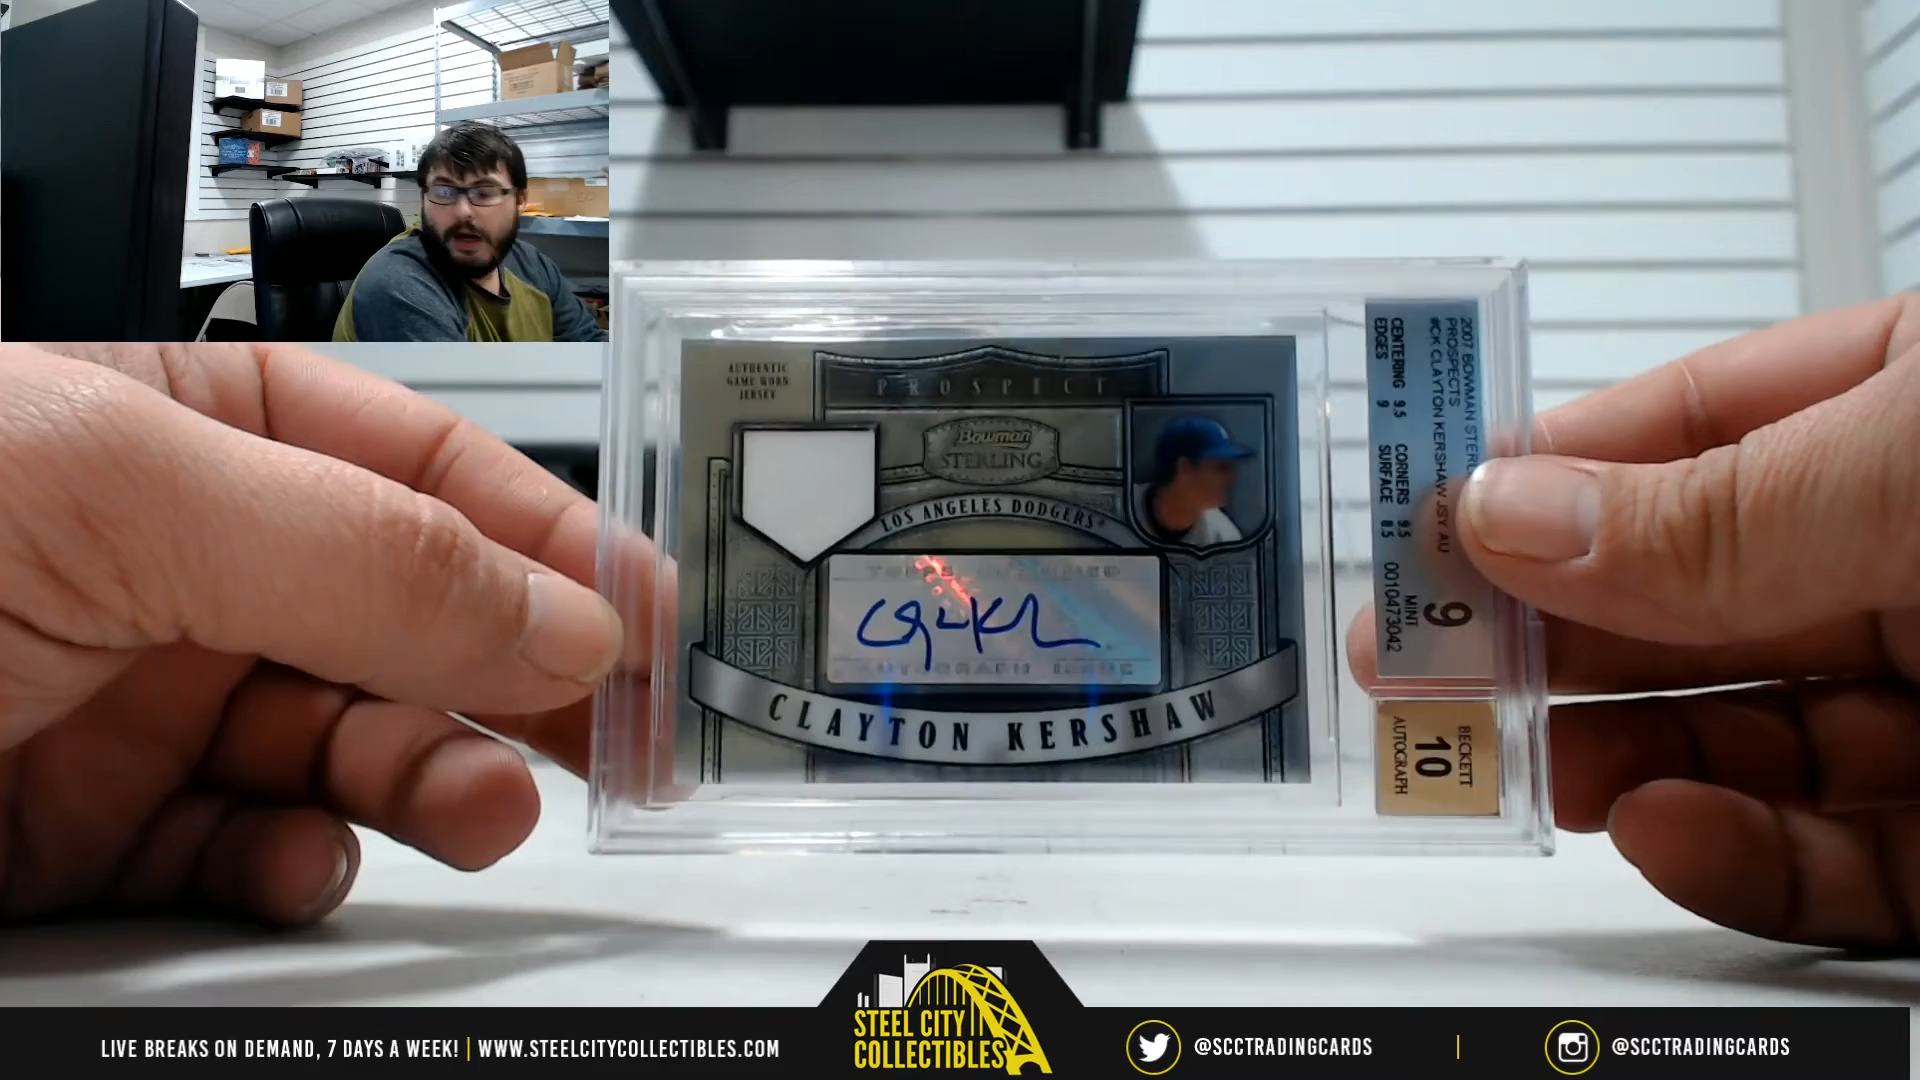 AUTHENTIC
GAME WORN
JERSEY
PROSPECT
Bowman
STERLING
LOS ANGELES DODGERS
AUTOGRAPH ISSUE
CLAYTON KERSHAW
2007 BOWMAN
PROSPECTS
#CK CLAYTON KERSHAW JSY AU
CENTERING 9.5 CORNERS 9.5
EDGES 9 SURFACE 8.5
9
MINT
0010473042
BECKETT
10
AUTOGRAPH
STEEL CITY
COLLECTIBLES
LIVE BREAKS ON DEMAND, 7 DAYS A WEEK! | WWW.STEELCITYCOLLECTIBLES.COM
@SCCTRADINGCARDS | @SCCTRADINGCARDS